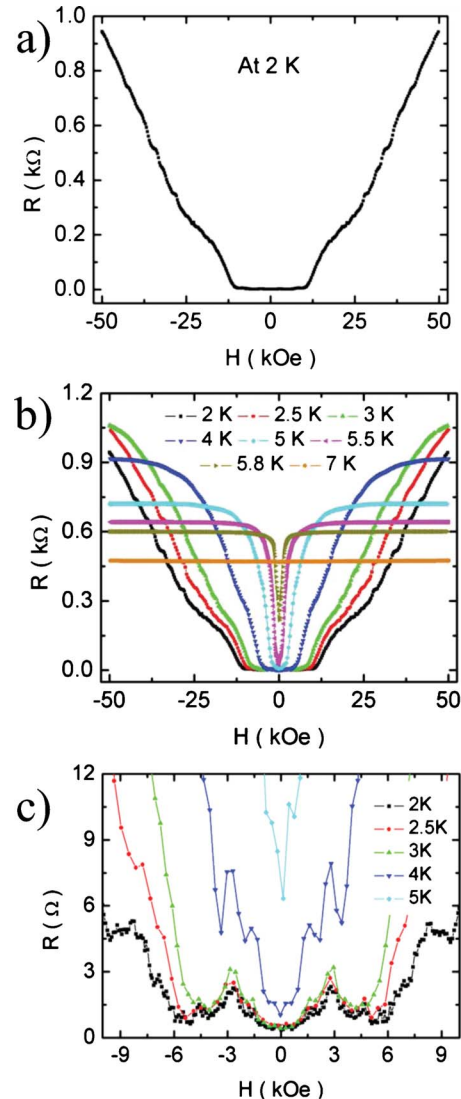 a)
At 2 K
R ( kΩ )
1.0
0.8
0.6
0.4
0.2
0.0
-50 -25 0 25 50
H ( kOe )
b)
2 K 2.5 K 3 K
4 K 5 K 5.5 K
5.8 K 7 K
R ( kΩ )
1.2
0.9
0.6
0.3
0.0
-50 -25 0 25 50
H ( kOe )
c)
2K
2.5K
3K
4K
5K
R ( Ω )
12
9
6
3
0
-9 -6 -3 0 3 6 9
H ( kOe )